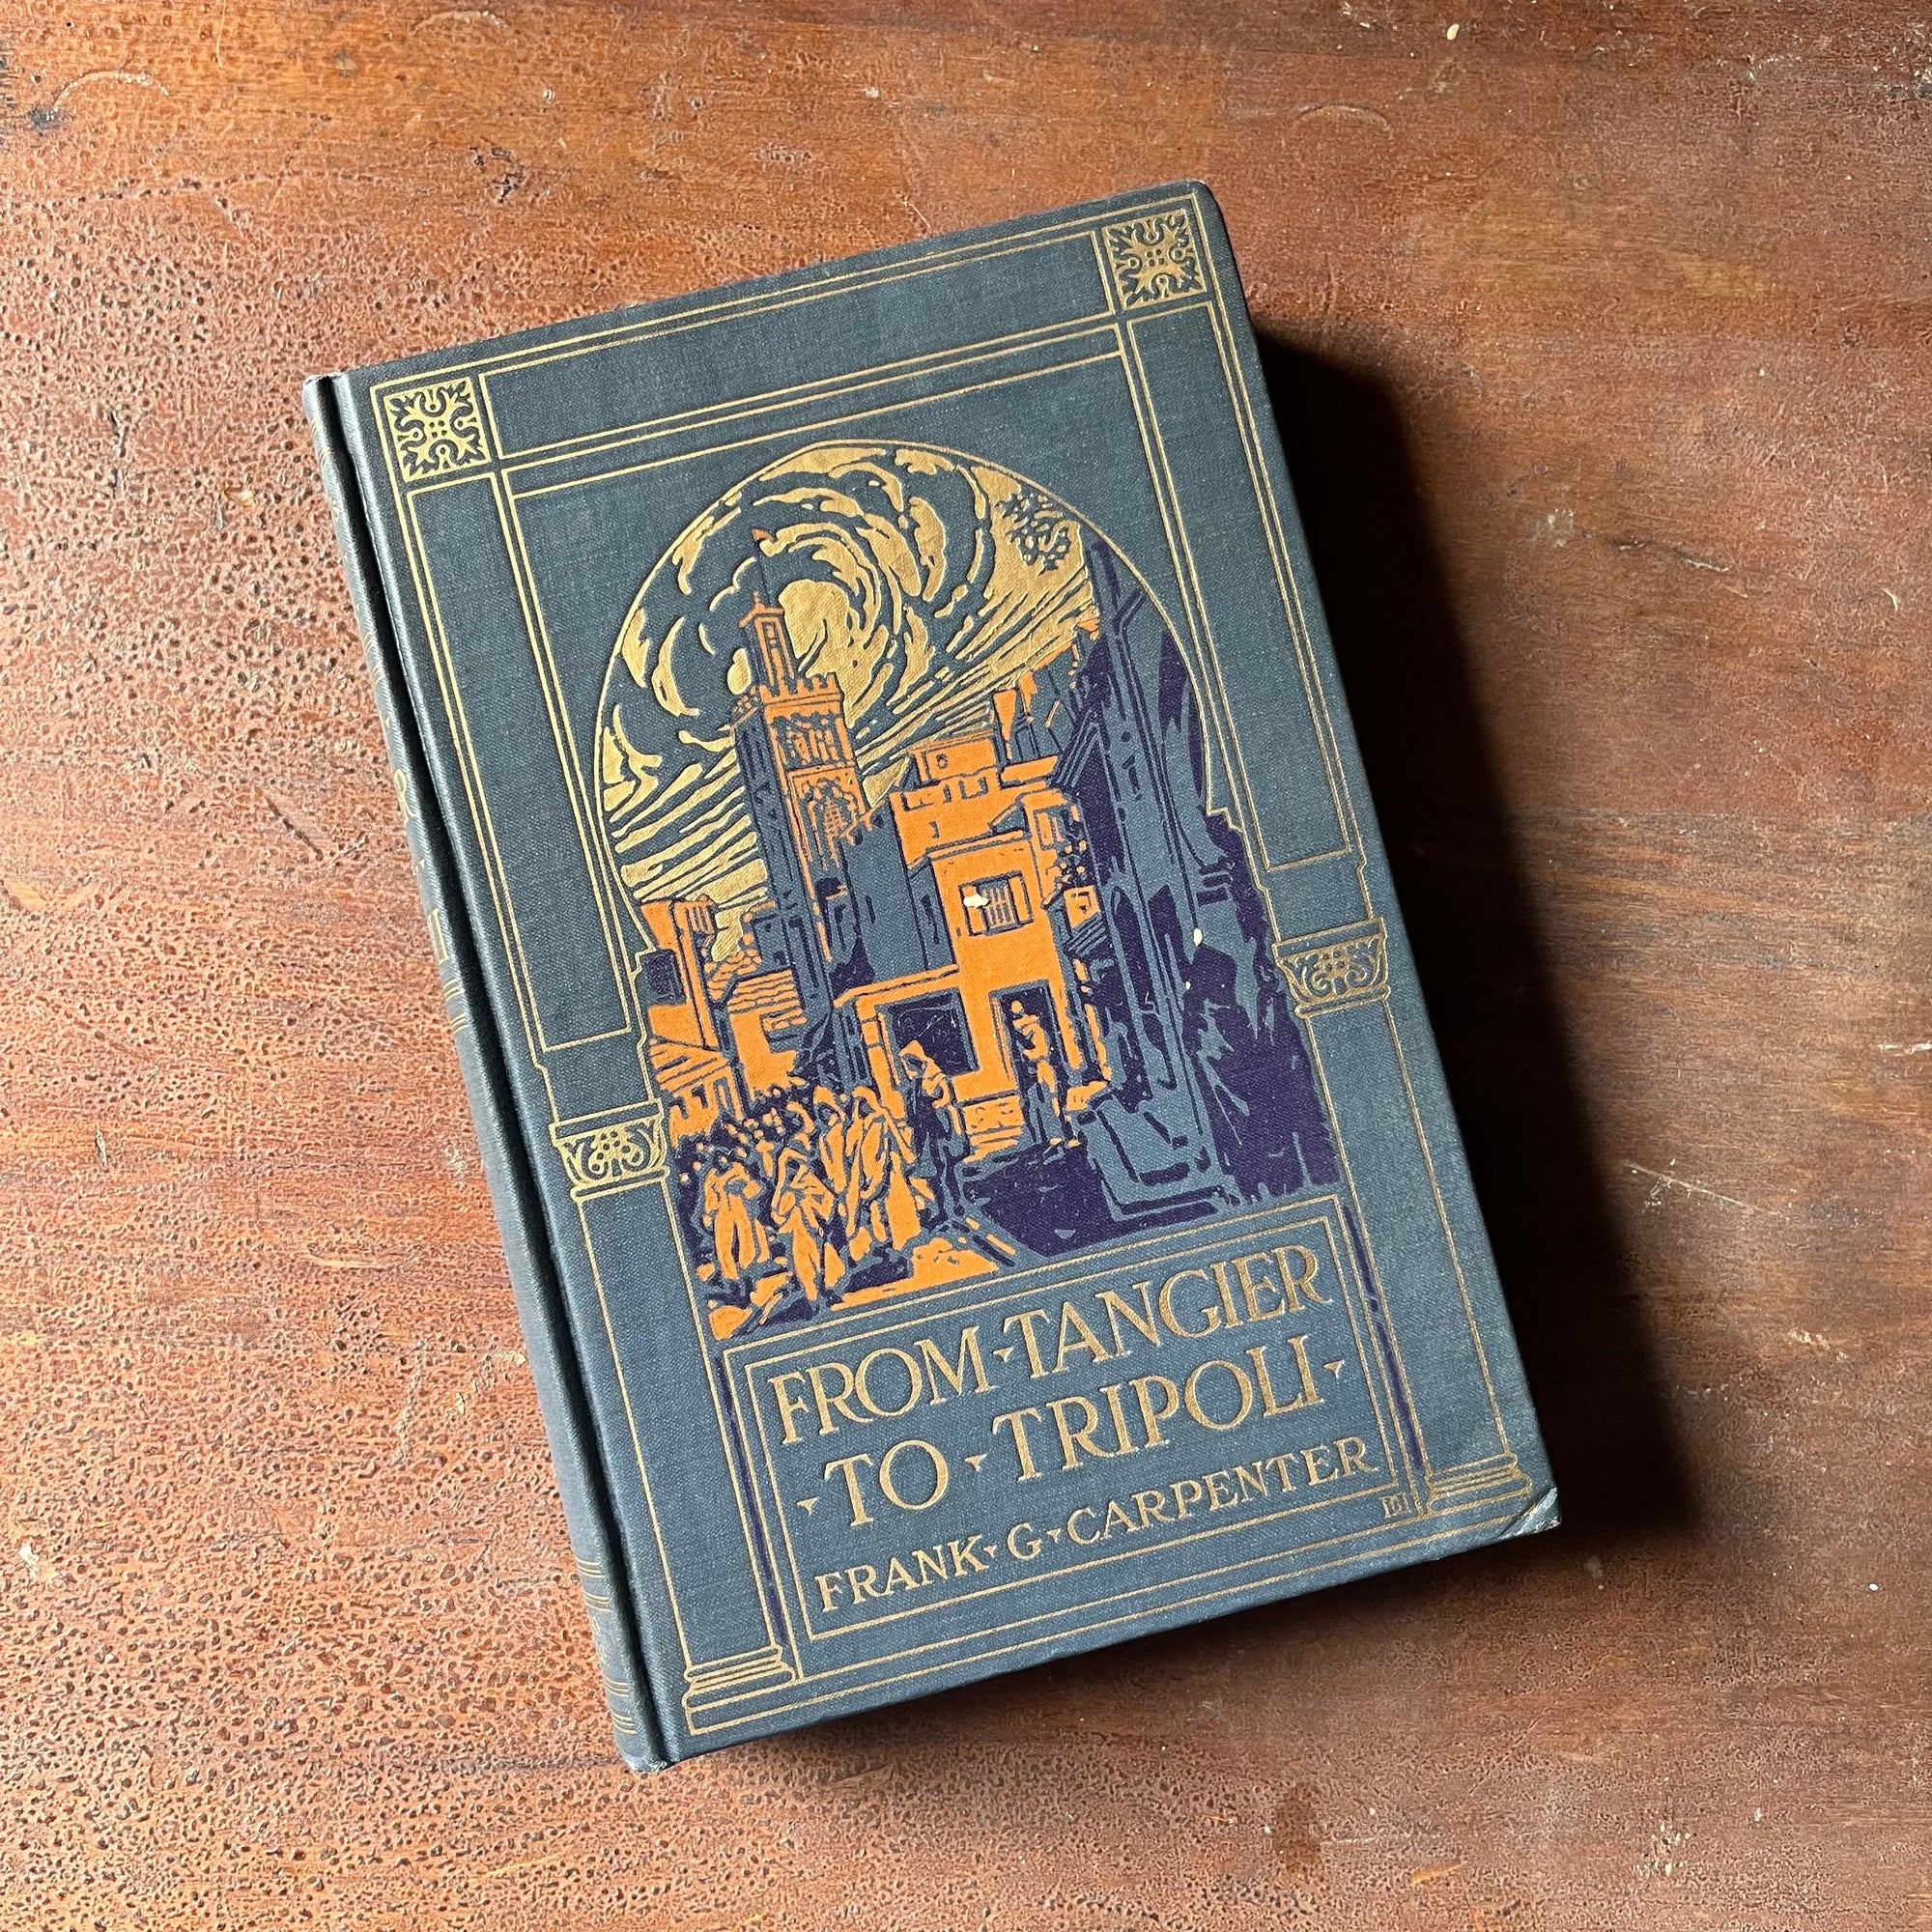 FROM▾TANGIER
▾TO▾TRIPOLI▾
FRANK▾G▾CARPENTER